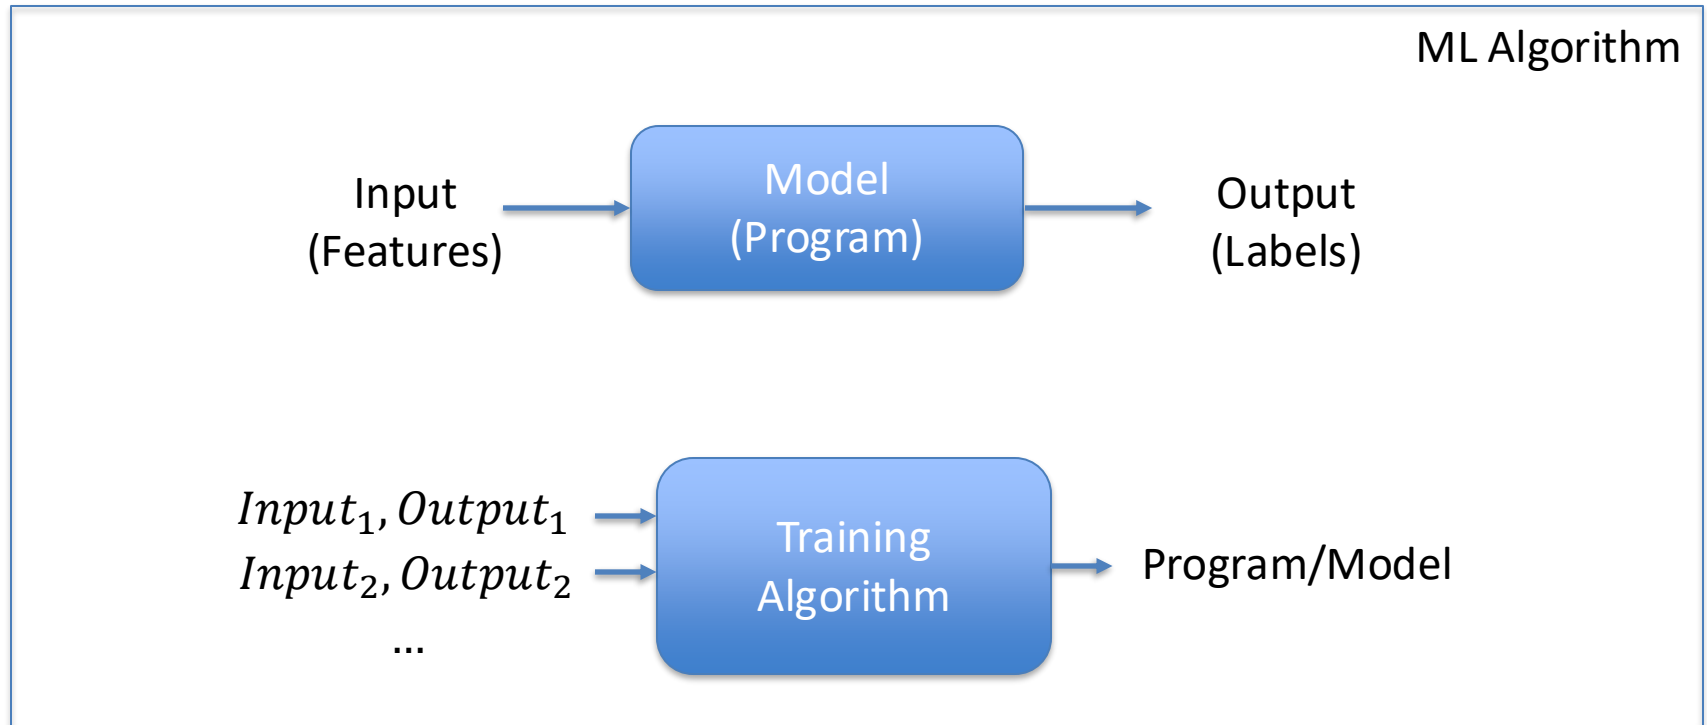 ML Algorithm
Input
(Features)
Model
(Program)
Output
(Labels)
Input₁, Output₁
Input₂, Output₂
...
Training
Algorithm
Program/Model